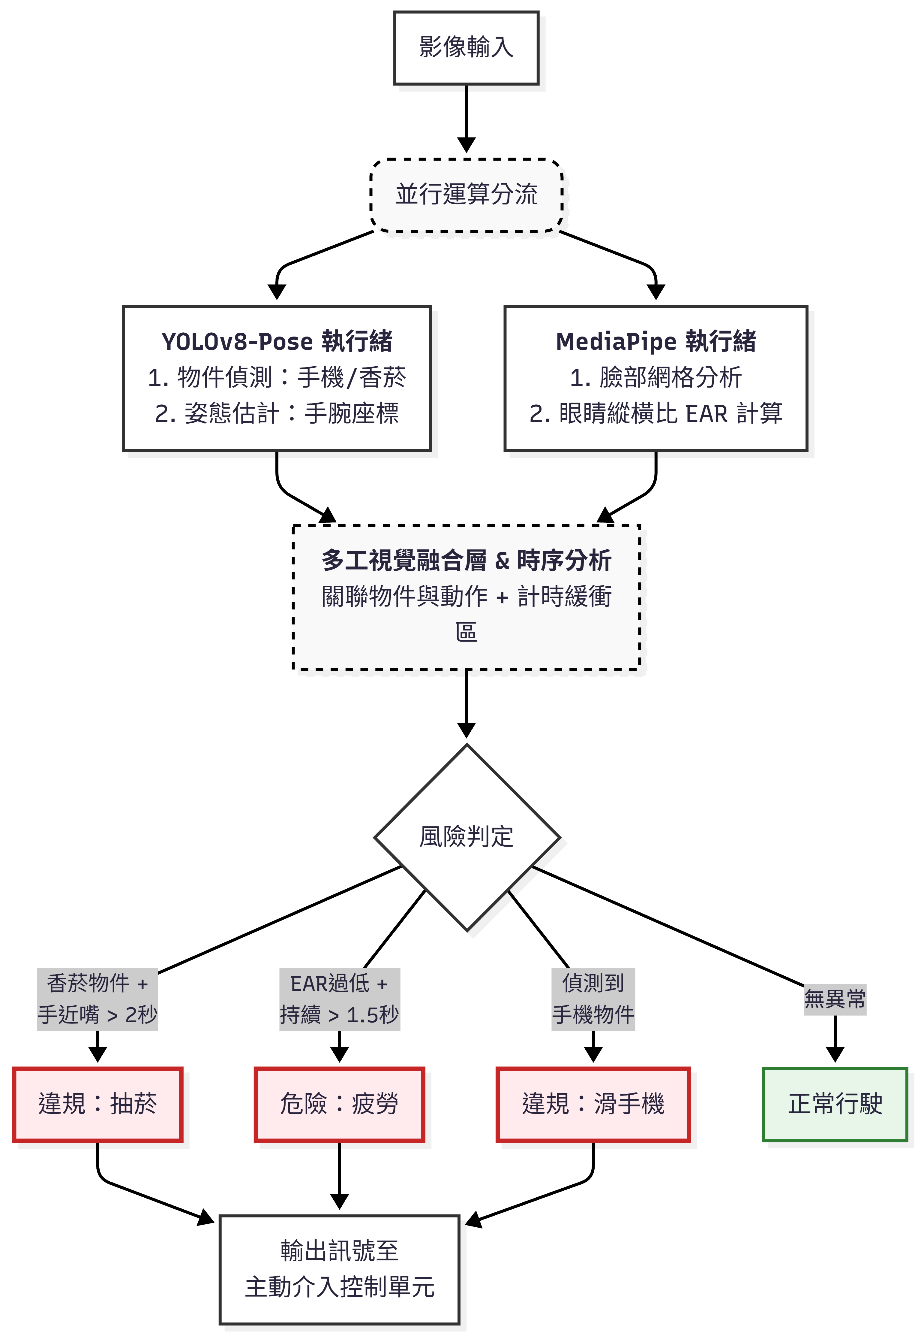 影像輸入
並行運算分流
YOLOv8-Pose 執行緒
1. 物件偵測：手機/香菸
2. 姿態估計：手腕座標
MediaPipe 執行緒
1. 臉部網格分析
2. 眼睛縱橫比 EAR 計算
多工視覺融合層 & 時序分析
關聯物件與動作 + 計時緩衝
區
風險判定
香菸物件 +
手近嘴 > 2秒
EAR過低 +
持續 > 1.5秒
偵測到
手機物件
無異常
違規：抽菸
危險：疲勞
違規：滑手機
正常行駛
輸出訊號至
主動介入控制單元